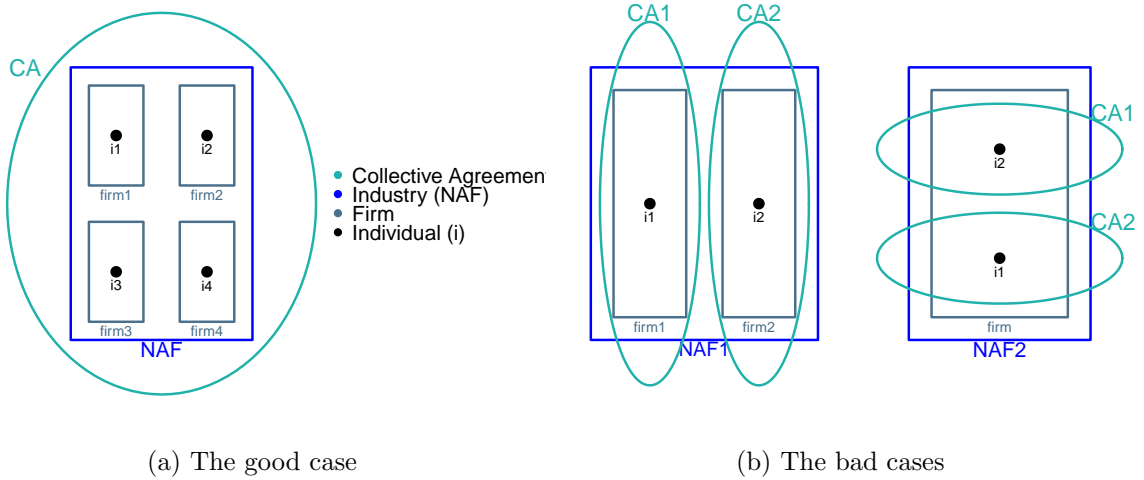 CA
i1
i2
firm1
firm2
i3
i4
firm3
firm4
NAF
Collective Agreemen
Industry (NAF)
Firm
Individual (i)
CA1
CA2
i1
i2
firm1
firm2
NAF1
CA1
i2
CA2
i1
firm
NAF2
(a) The good case
(b) The bad cases